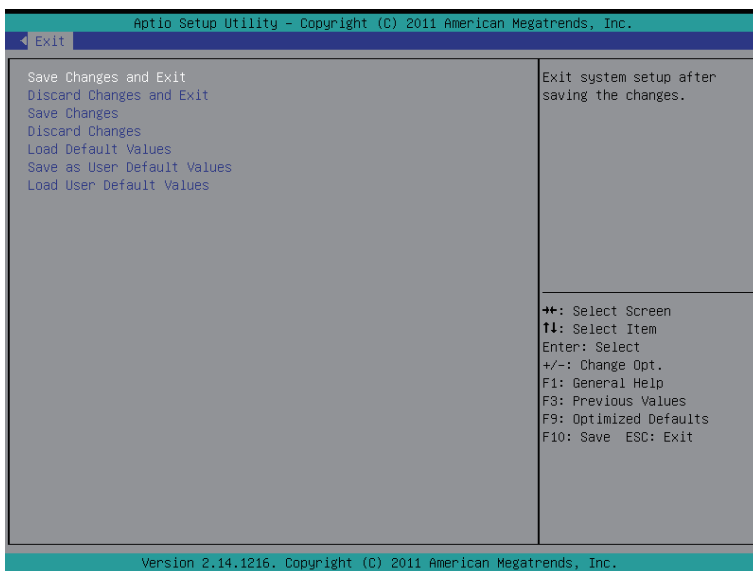 Aptio Setup Utility – Copyright (C) 2011 American Megatrends, Inc.
Exit
Save Changes and Exit
Discard Changes and Exit
Save Changes
Discard Changes
Load Default Values
Save as User Default Values
Load User Default Values
Exit system setup after
saving the changes.
→←: Select Screen
↑↓: Select Item
Enter: Select
+/-: Change Opt.
F1: General Help
F3: Previous Values
F9: Optimized Defaults
F10: Save  ESC: Exit
Version 2.14.1216. Copyright (C) 2011 American Megatrends, Inc.